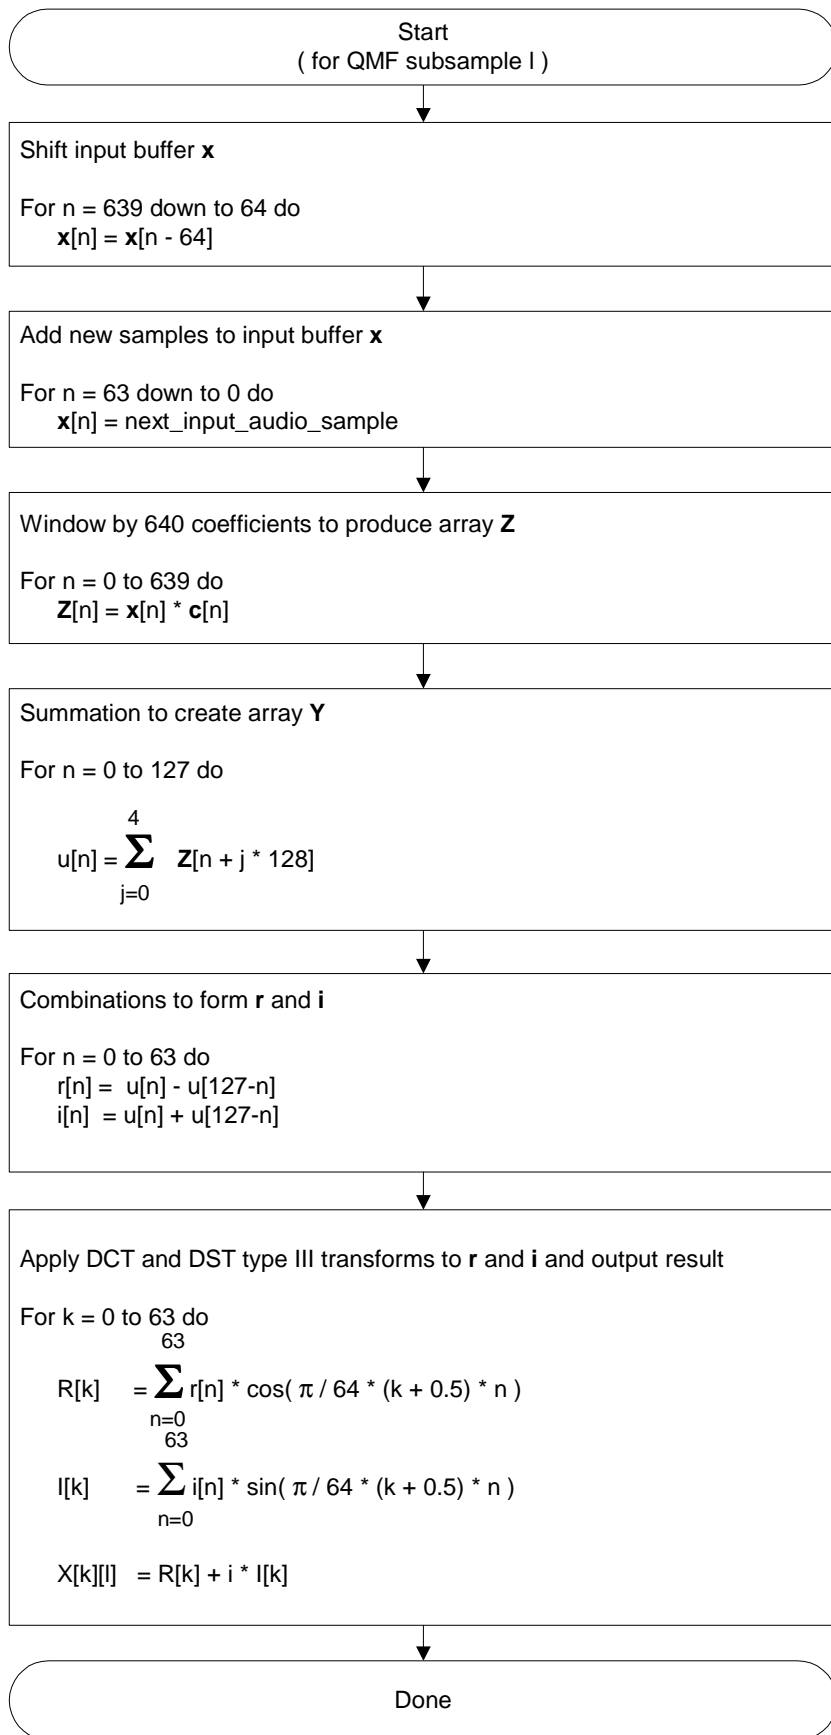 Start
( for QMF subsample l )
Shift input buffer x
For n = 639 down to 64 do
x[n] = x[n - 64]
Add new samples to input buffer x
For n = 63 down to 0 do
x[n] = next_input_audio_sample
Window by 640 coefficients to produce array Z
For n = 0 to 639 do
Z[n] = x[n] * c[n]
Summation to create array Y
For n = 0 to 127 do
4
u[n] = Σ Z[n + j * 128]
j=0
Combinations to form r and i
For n = 0 to 63 do
r[n] = u[n] - u[127-n]
i[n] = u[n] + u[127-n]
Apply DCT and DST type III transforms to r and i and output result
For k = 0 to 63 do
63
R[k] = Σ r[n] * cos( π / 64 * (k + 0.5) * n )
n=0
63
I[k] = Σ i[n] * sin( π / 64 * (k + 0.5) * n )
n=0
X[k][l] = R[k] + i * I[k]
Done